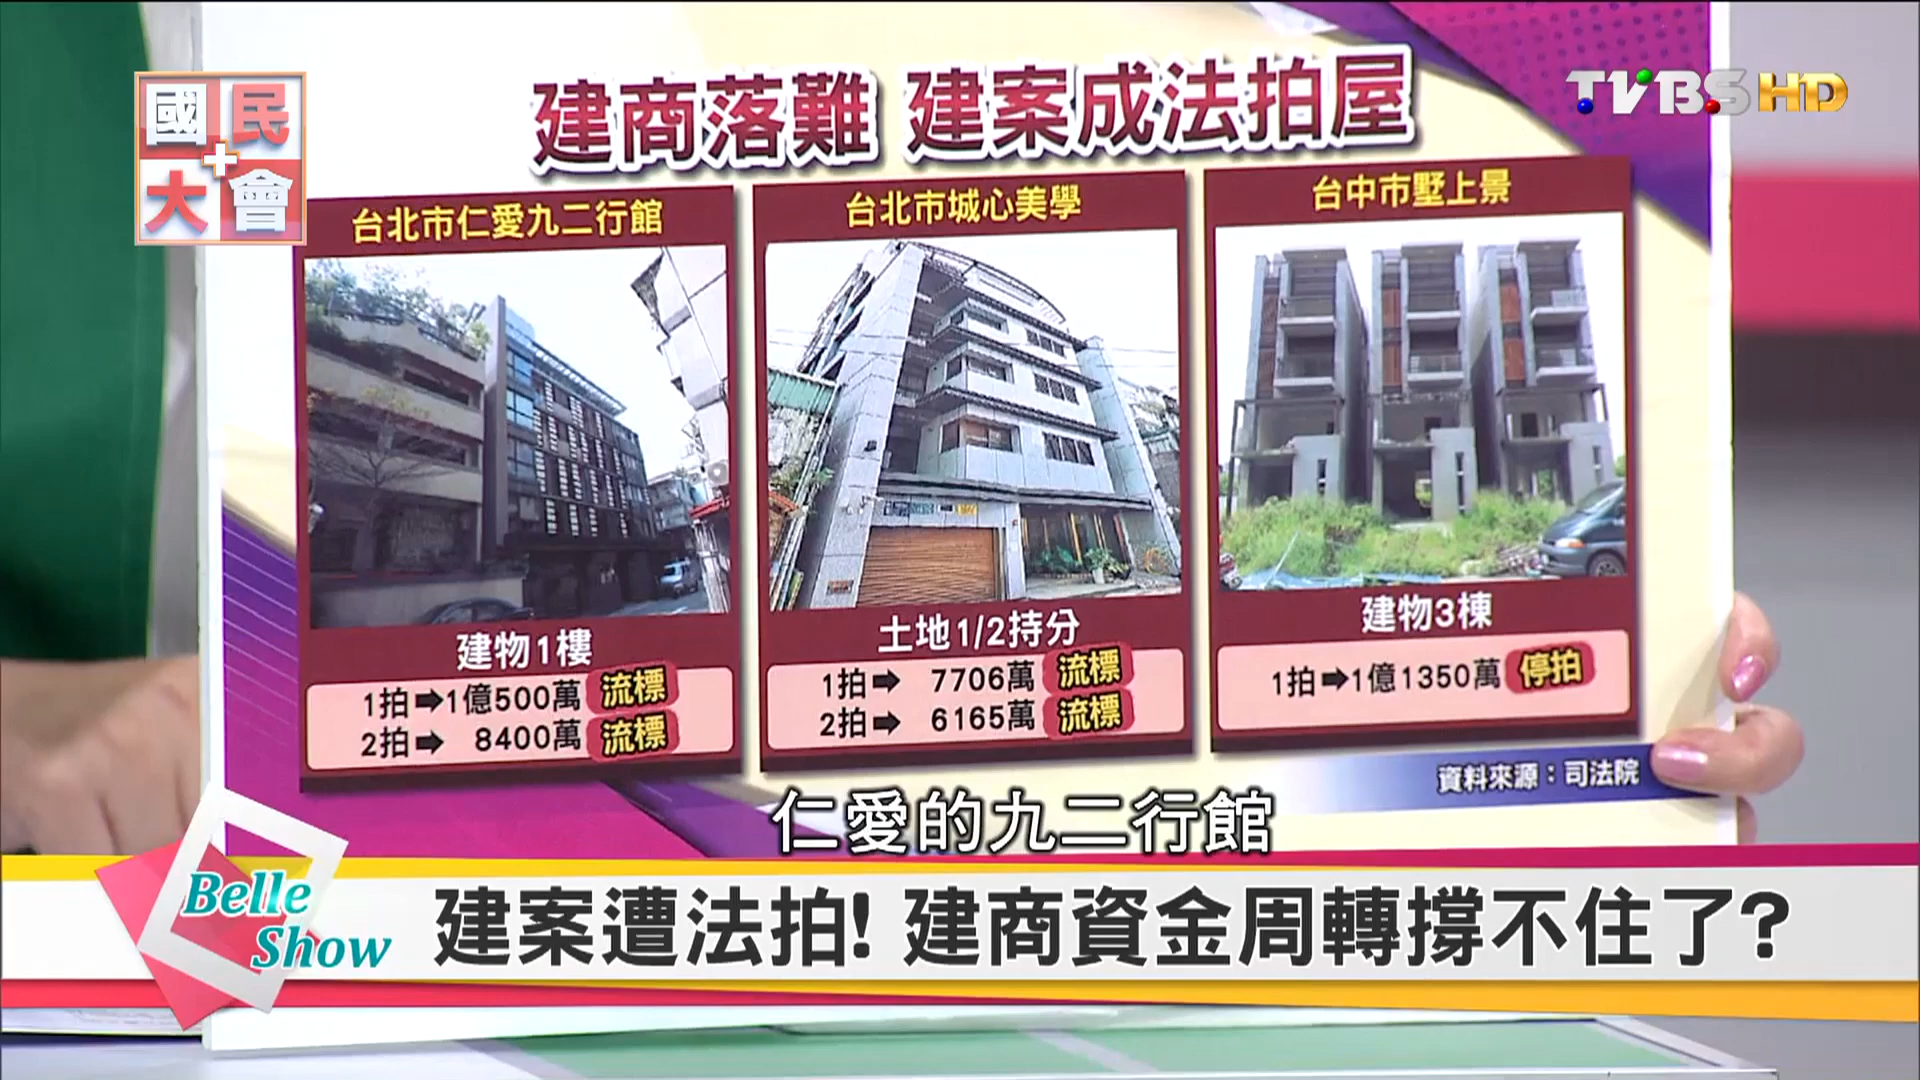 國民
+
大會
TVBS HD
建商落難 建案成法拍屋
台北市仁愛九二行館
建物1樓
1拍➡1億500萬 流標
2拍➡ 8400萬 流標
台北市城心美學
土地1/2持分
1拍➡ 7706萬 流標
2拍➡ 6165萬 流標
台中市墅上景
建物3棟
1拍➡1億1350萬 停拍
資料來源：司法院
仁愛的九二行館
Belle
Show
建案遭法拍! 建商資金周轉撐不住了?